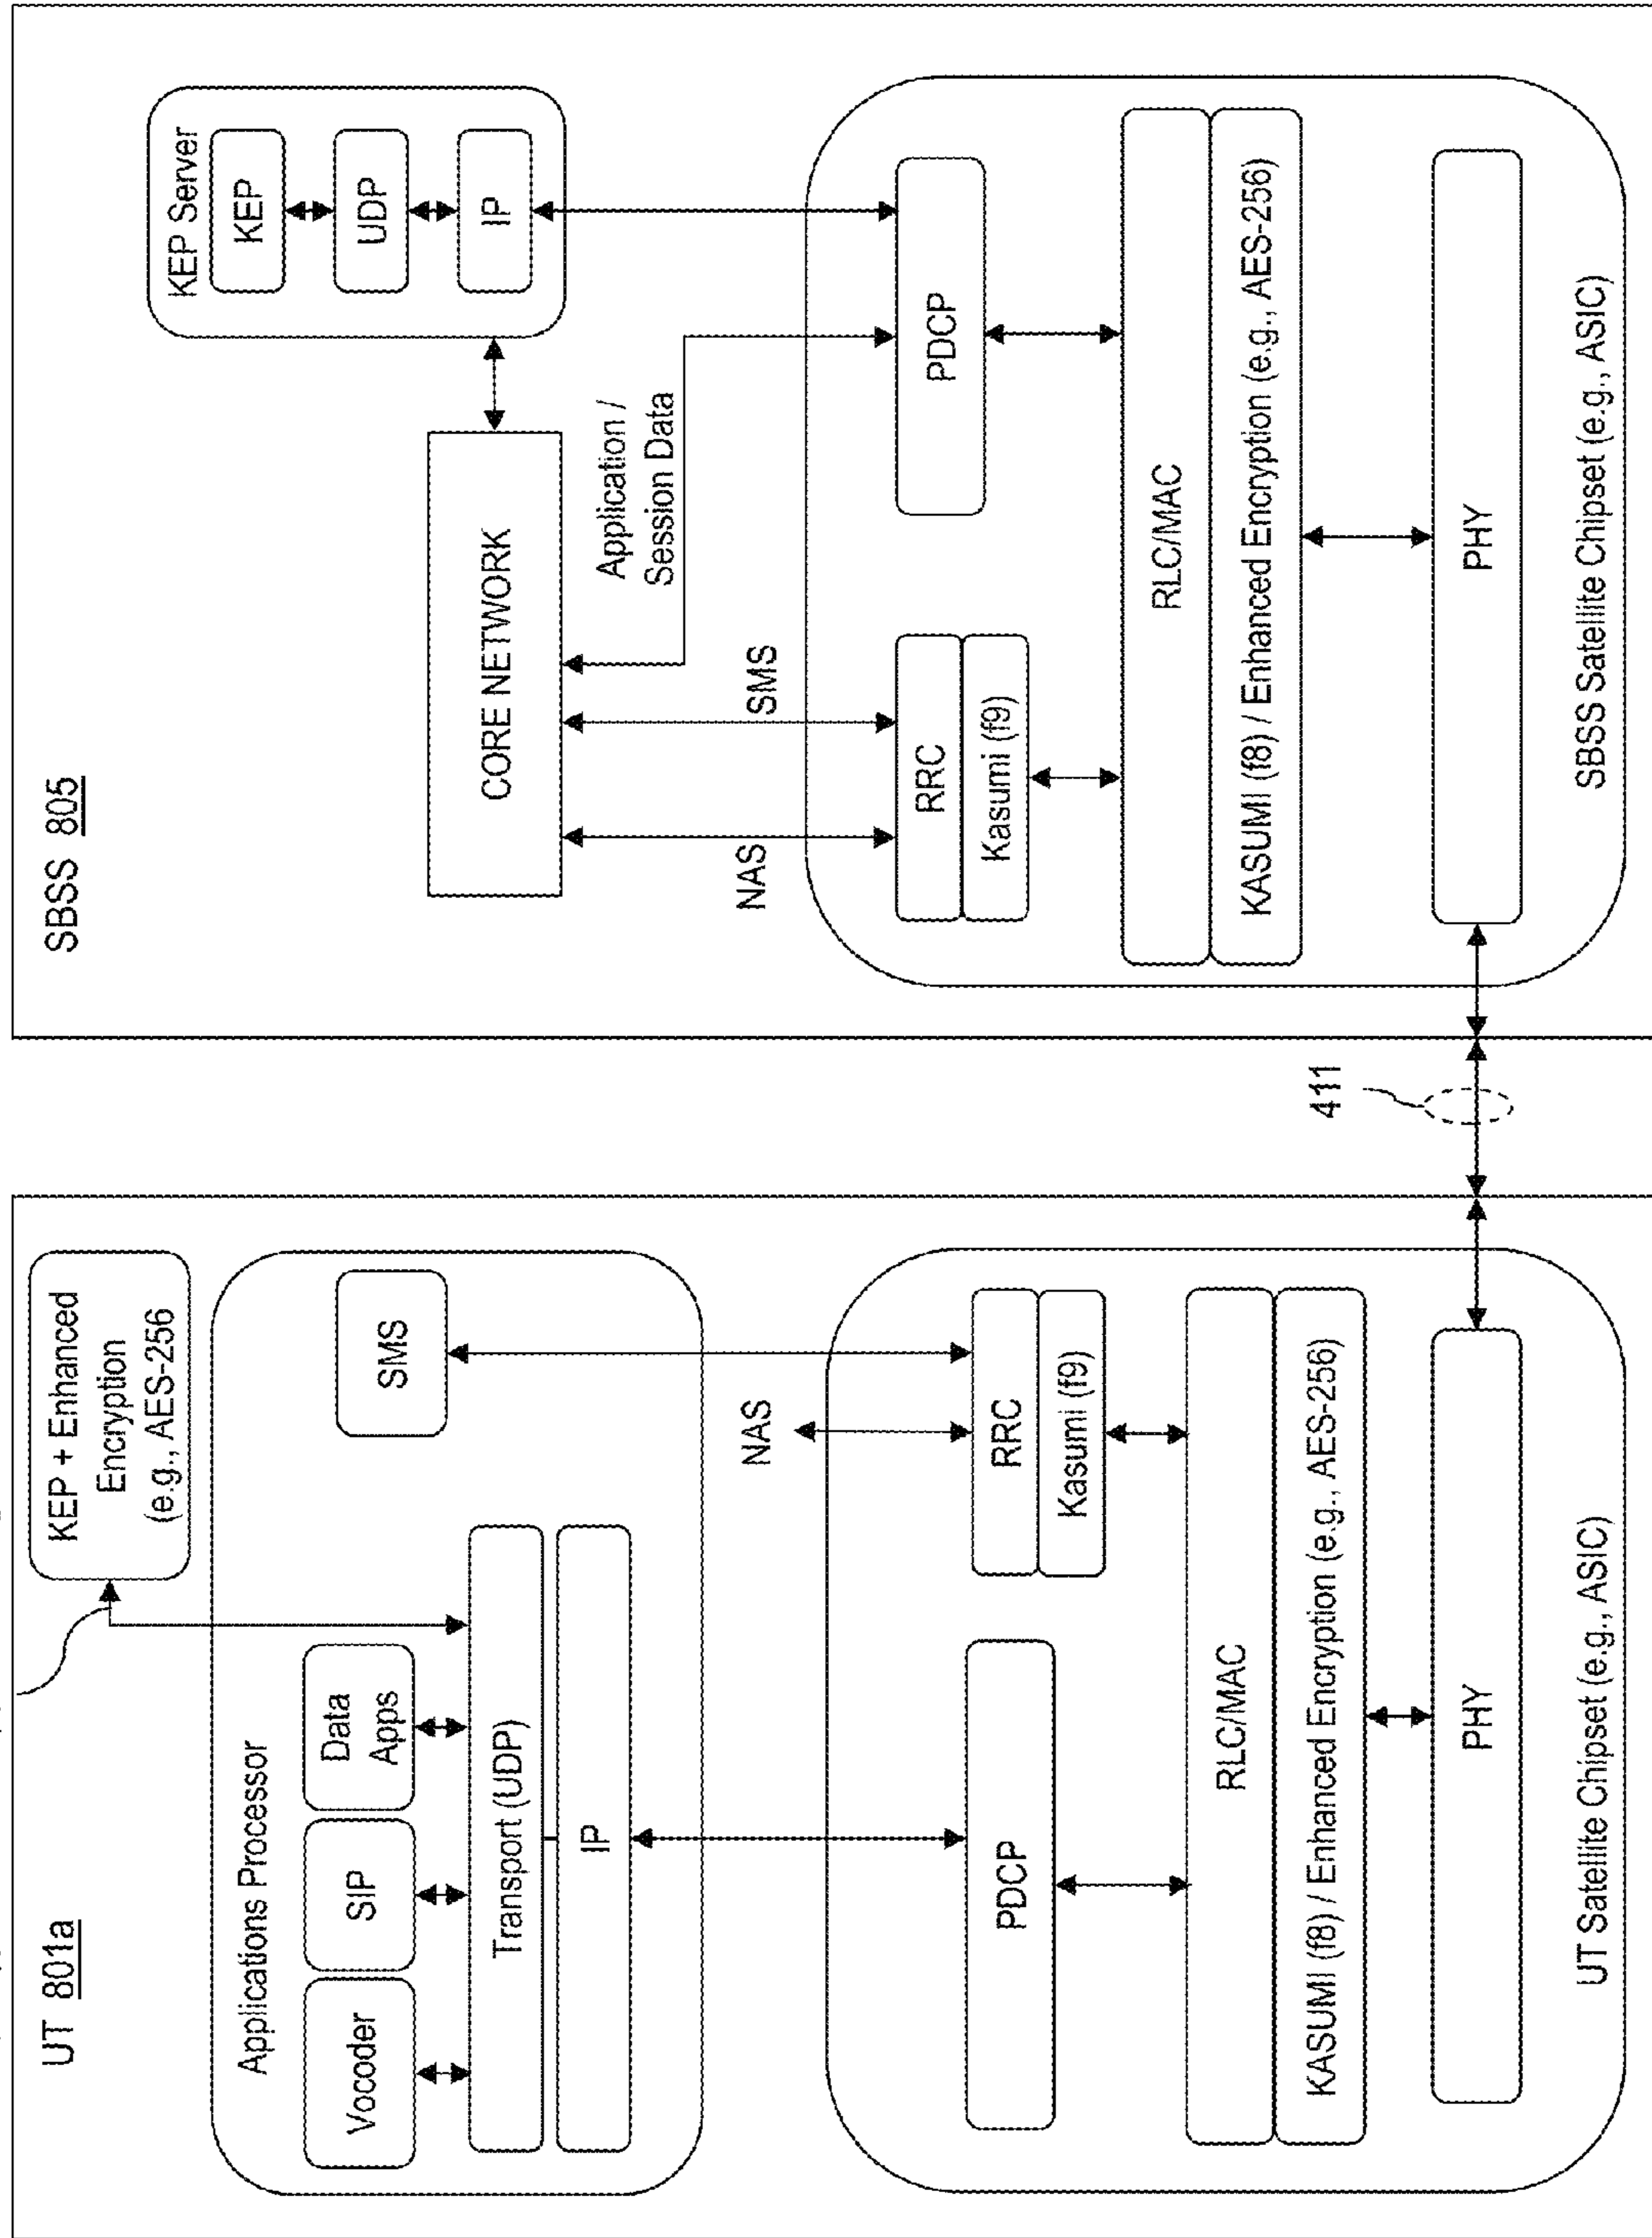 UT 801a
KEP + Enhanced
Encryption
(e.g., AES-256
Applications Processor
Vocoder
SIP
Data
Apps
SMS
Transport (UDP)
IP
NAS
PDCP
RRC
Kasumi (f9)
RLC/MAC
KASUMI (f8) / Enhanced Encryption (e.g., AES-256)
PHY
UT Satellite Chipset (e.g., ASIC)
411
SBSS 805
KEP Server
KEP
UDP
IP
CORE NETWORK
Application /
Session Data
NAS
SMS
RRC
Kasumi (f9)
PDCP
RLC/MAC
KASUMI (f8) / Enhanced Encryption (e.g., AES-256)
PHY
SBSS Satellite Chipset (e.g., ASIC)